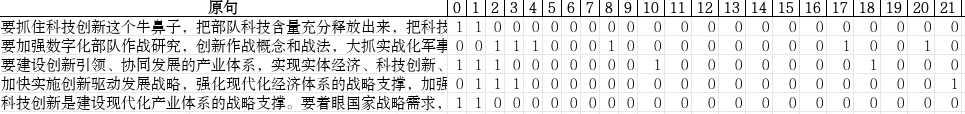 原句 0 1 2 3 4 5 6 7 8 9 10 11 12 13 14 15 16 17 18 19 20 21
要抓住科技创新这个牛鼻子，把部队科技含量充分释放出来，把科技 1 1 0 0 0 0 0 0 0 0 0 0 0 0 0 0 0 0 0 0 0 0
要加强数字化部队作战研究，创新作战概念和战法，大抓实战化军事 0 0 1 1 1 0 0 0 1 0 0 0 0 0 0 0 0 1 0 0 1 0
要建设创新引领、协同发展的产业体系，实现实体经济、科技创新、 1 1 1 0 0 0 0 0 0 0 1 0 0 0 0 0 0 0 1 0 0 0
加快实施创新驱动发展战略，强化现代化经济体系的战略支撑，加强 0 1 1 1 0 0 0 0 0 0 0 0 0 0 0 0 0 0 0 0 0 1
科技创新是建设现代化产业体系的战略支撑。要着眼国家战略需求， 1 1 0 0 0 0 0 0 0 0 0 0 0 0 0 0 0 0 0 0 0 0